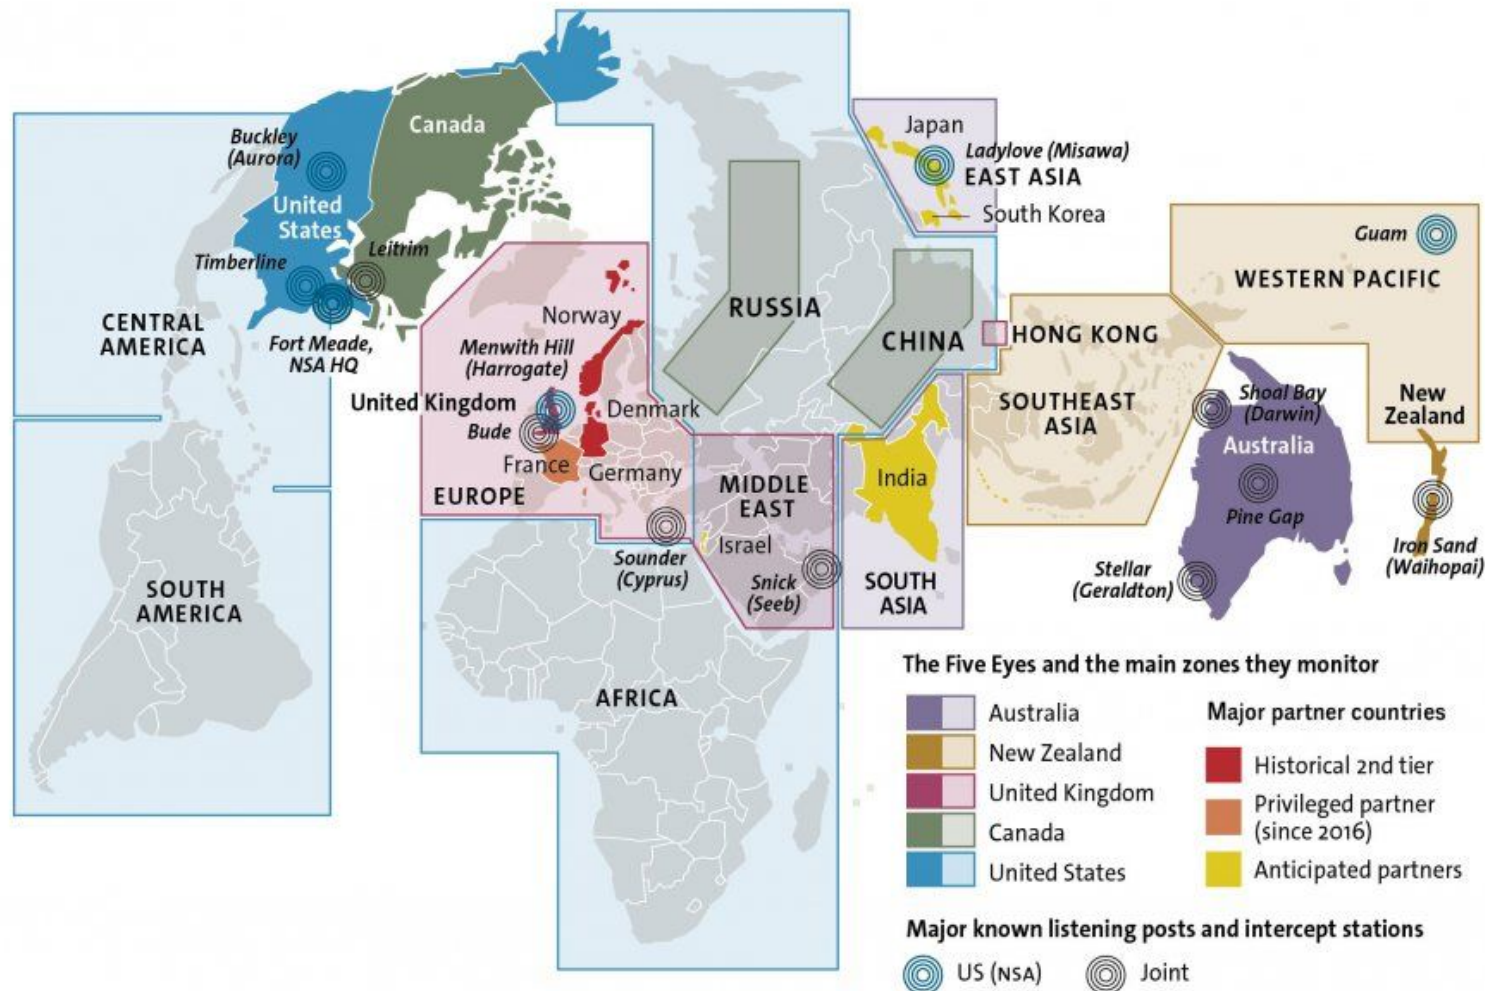 Buckley
(Aurora)
Canada
United
States
Timberline
Leitrim
Fort Meade,
NSA HQ
CENTRAL
AMERICA
SOUTH
AMERICA
Norway
Menwith Hill
(Harrogate)
United Kingdom
Denmark
Bude
France
Germany
EUROPE
Sounder
(Cyprus)
AFRICA
RUSSIA
CHINA
HONG KONG
Japan
Ladylove (Misawa)
EAST ASIA
South Korea
MIDDLE
EAST
Israel
Snick
(Seeb)
India
SOUTH
ASIA
SOUTHEAST
ASIA
Guam
WESTERN PACIFIC
New
Zealand
Shoal Bay
(Darwin)
Australia
Pine Gap
Stellar
(Geraldton)
Iron Sand
(Waihopai)
The Five Eyes and the main zones they monitor
Australia
New Zealand
United Kingdom
Canada
United States
Major partner countries
Historical 2nd tier
Privileged partner
(since 2016)
Anticipated partners
Major known listening posts and intercept stations
US (NSA)
Joint